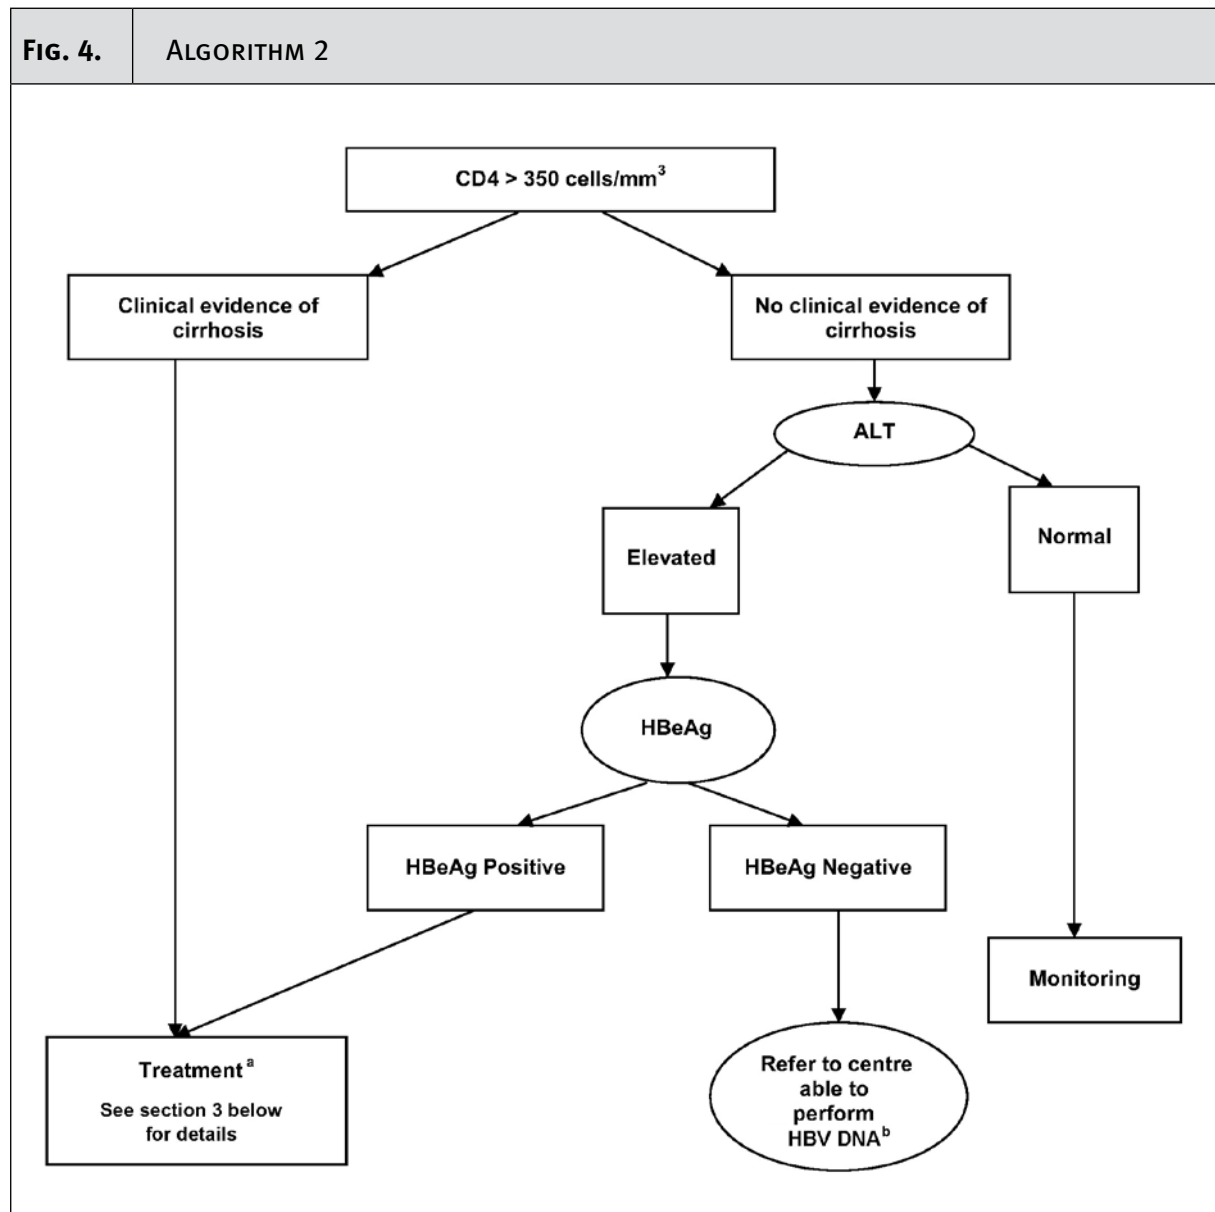 FIG. 4. ALGORITHM 2
CD4 > 350 cells/mm³
Clinical evidence of
cirrhosis
No clinical evidence of
cirrhosis
ALT
Elevated
Normal
HBeAg
HBeAg Positive
HBeAg Negative
Monitoring
Treatment ᵃ
See section 3 below
for details
Refer to centre
able to
perform
HBV DNAᵇ